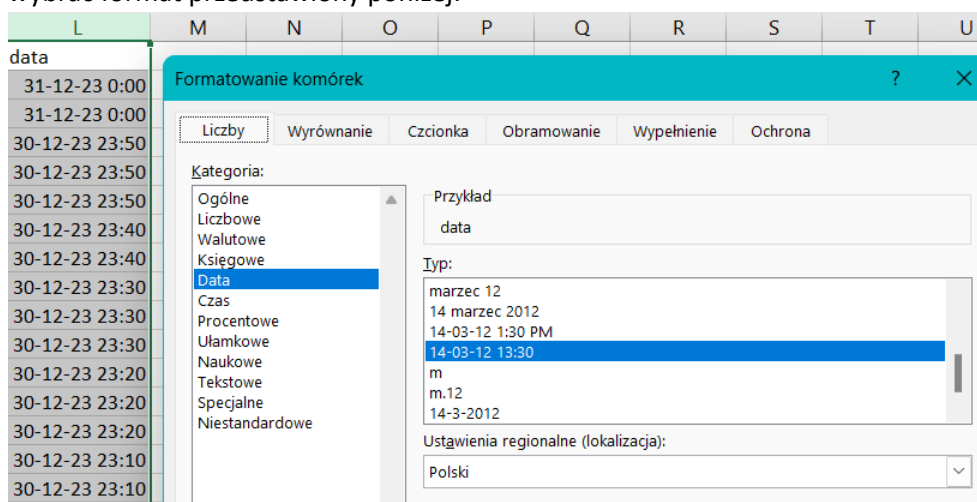 wybrać format przedstawiony poniżej:
L M N O P Q R S T U
data
31-12-23 0:00
31-12-23 0:00
30-12-23 23:50
30-12-23 23:50
30-12-23 23:50
30-12-23 23:40
30-12-23 23:40
30-12-23 23:30
30-12-23 23:30
30-12-23 23:30
30-12-23 23:20
30-12-23 23:20
30-12-23 23:20
30-12-23 23:10
30-12-23 23:10
Formatowanie komórek ?
Liczby Wyrównanie Czcionka Obramowanie Wypełnienie Ochrona
Kategoria:
Ogólne
Liczbowe
Walutowe
Księgowe
Data
Czas
Procentowe
Ułamkowe
Naukowe
Tekstowe
Specjalne
Niestandardowe
Przykład
data
Typ:
marzec 12
14 marzec 2012
14-03-12 1:30 PM
14-03-12 13:30
m
m.12
14-3-2012
Ustawienia regionalne (lokalizacja):
Polski